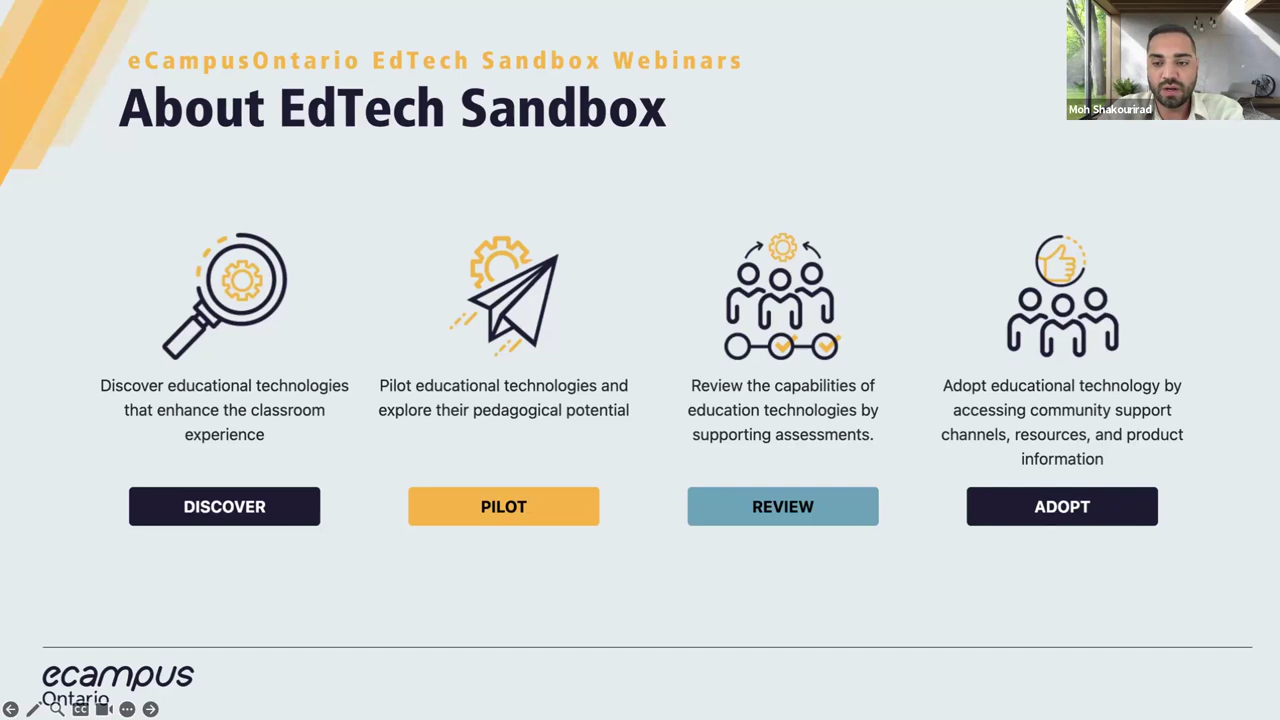 eCampusOntario EdTech Sandbox Webinars
About EdTech Sandbox
Moh Shakourirad
Discover educational technologies
that enhance the classroom
experience
DISCOVER
Pilot educational technologies and
explore their pedagogical potential
PILOT
Review the capabilities of
education technologies by
supporting assessments.
REVIEW
Adopt educational technology by
accessing community support
channels, resources, and product
information
ADOPT
ecampus
Ontario
CC